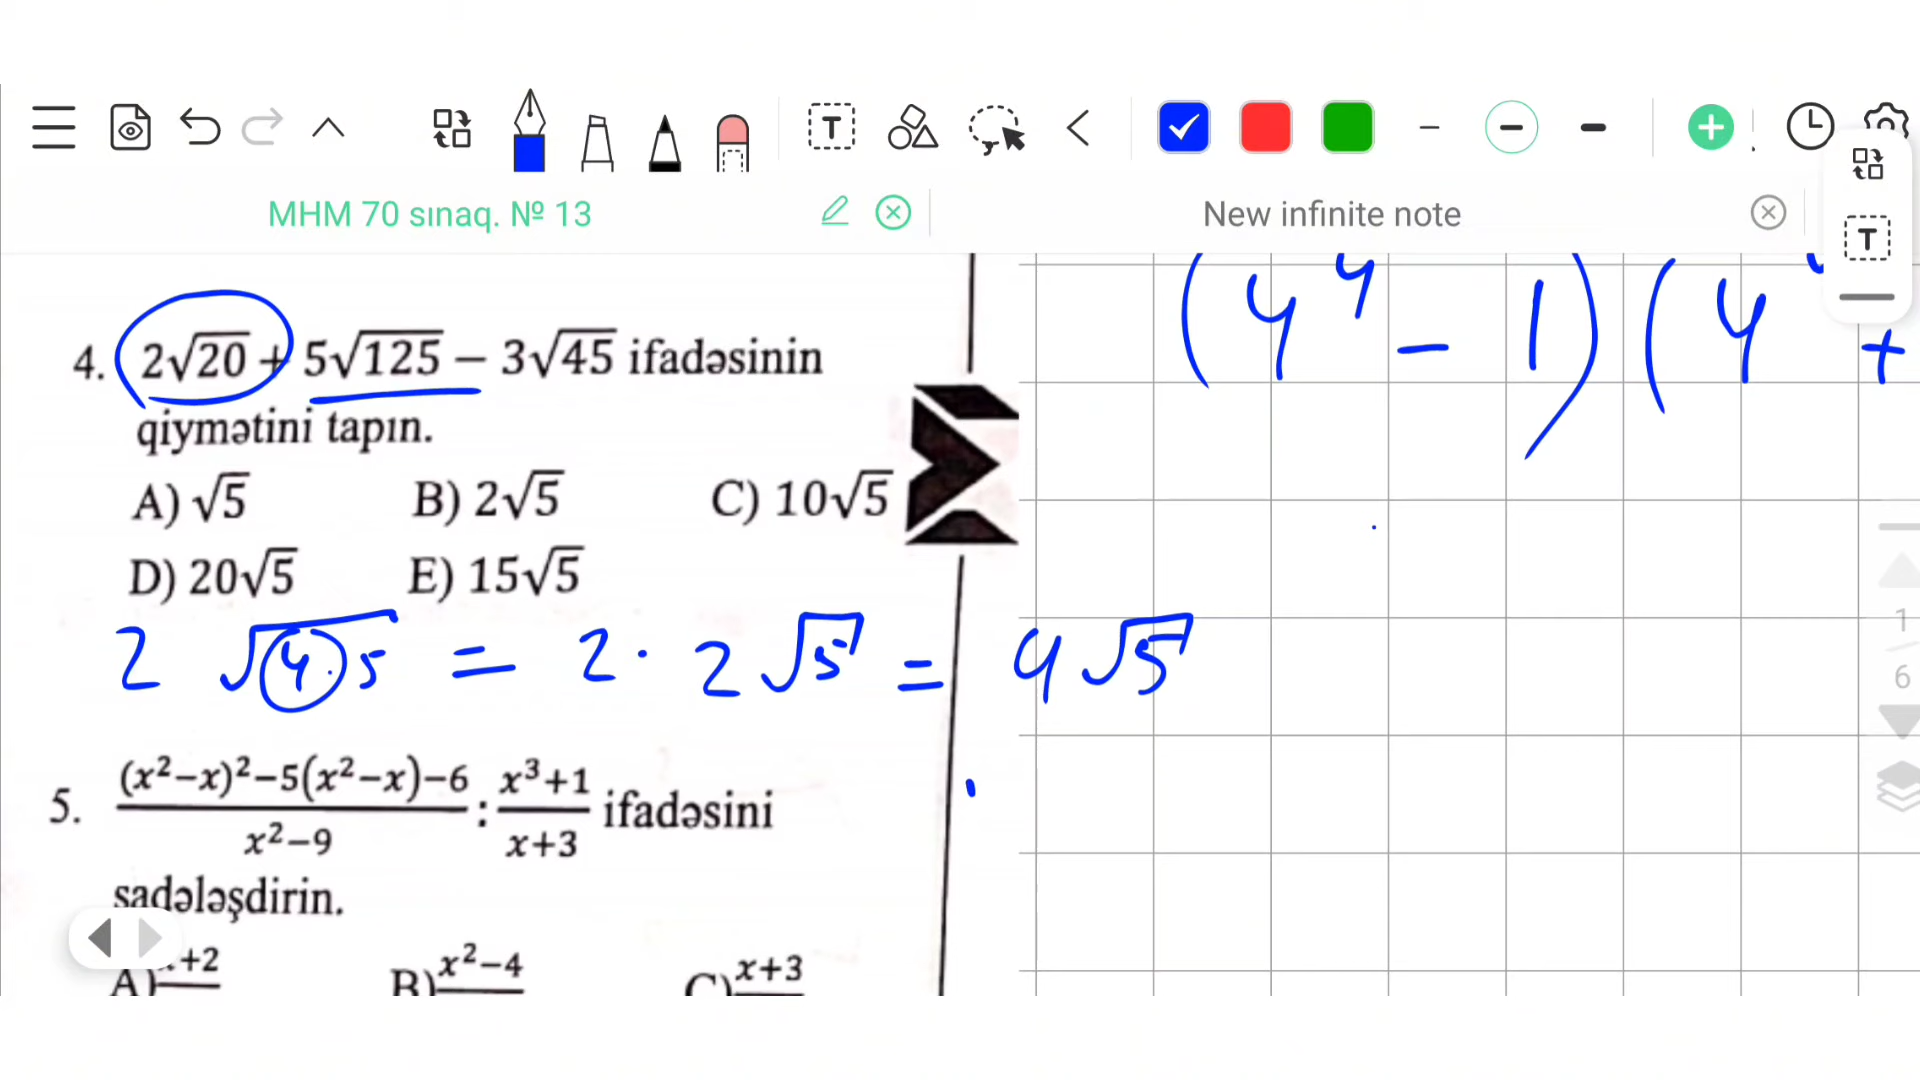 T
MHM 70 sınaq. № 13
New infinite note
T
(4⁴ - 1)(4 +
4. 2√20 + 5√125 − 3√45 ifadəsinin
qiymətini tapın.
A) √5 B) 2√5 C) 10√5
D) 20√5 E) 15√5
2 √4.5 = 2 · 2 √5 = 4 √5
1
6
5. (x²−x)²−5(x²−x)−6 / x²−9 : x³+1 / x+3 ifadəsini
sadələşdirin.
A) +2 B) x²−4 C) x+3